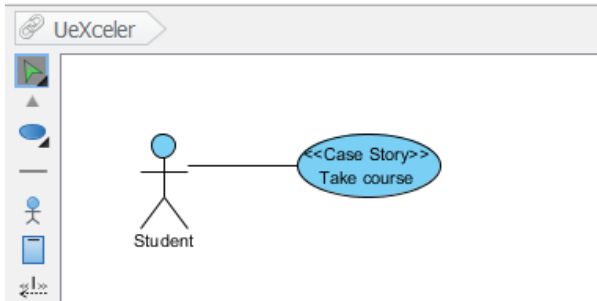 UeXceler
<<Case Story>>
Take course
Student
«I»